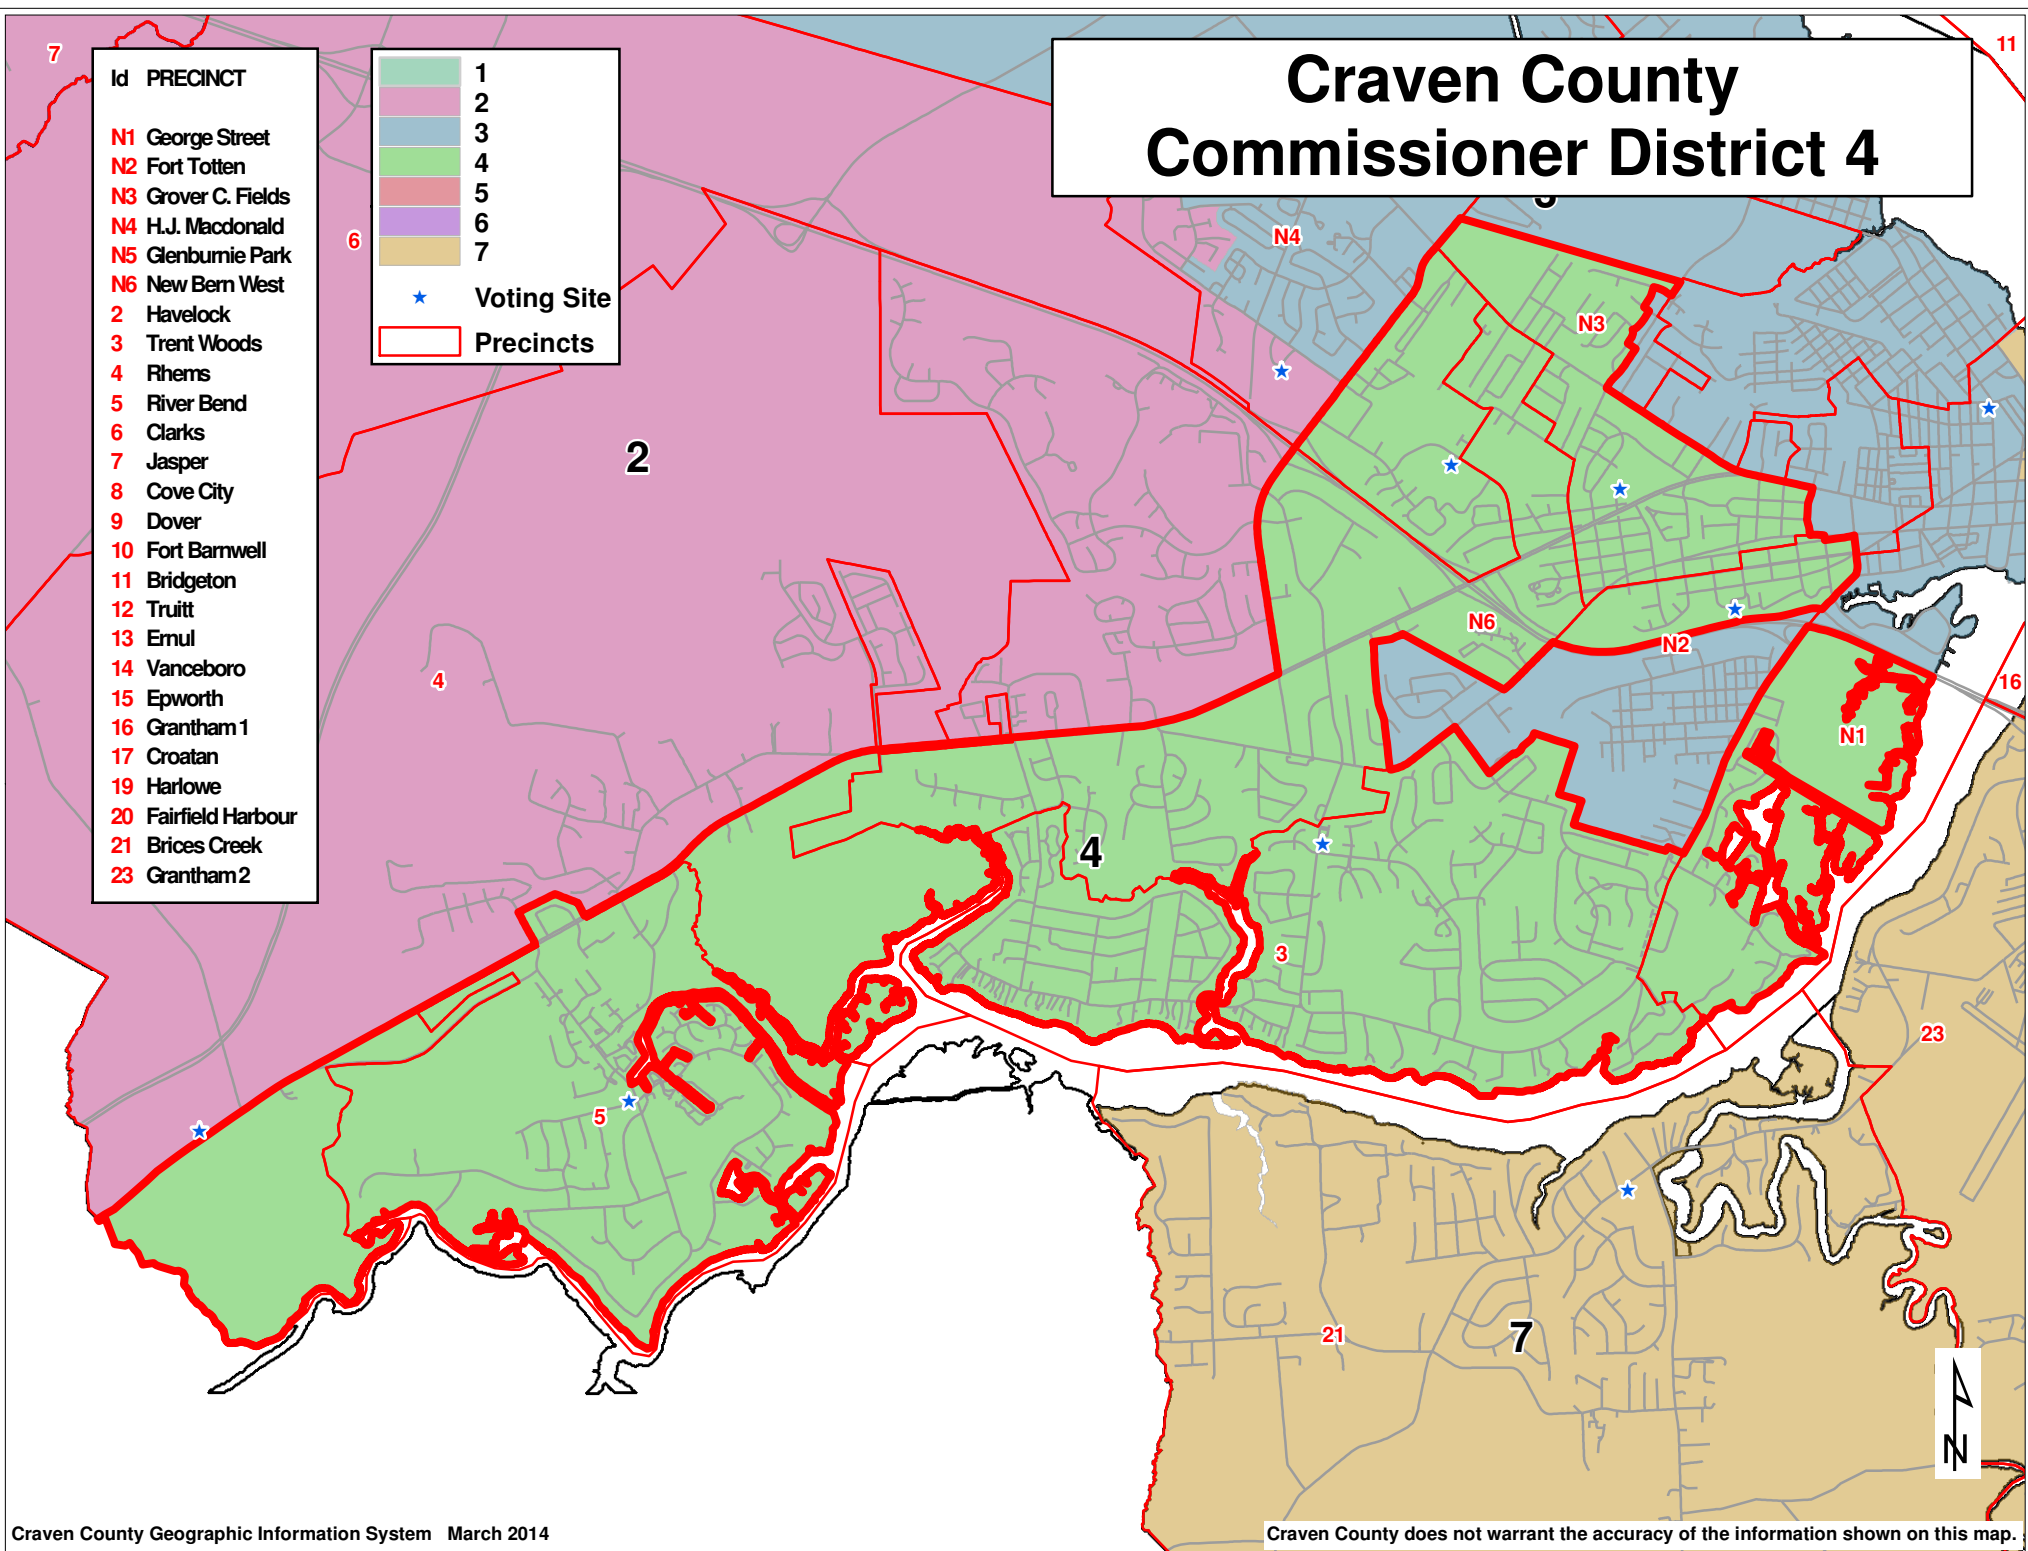 Craven County
Commissioner District 4
Id PRECINCT
N1 George Street
N2 Fort Totten
N3 Grover C. Fields
N4 H.J. Macdonald
N5 Glenburnie Park
N6 New Bern West
2 Havelock
3 Trent Woods
4 Rhems
5 River Bend
6 Clarks
7 Jasper
8 Cove City
9 Dover
10 Fort Barnwell
11 Bridgeton
12 Truitt
13 Ernul
14 Vanceboro
15 Epworth
16 Grantham 1
17 Croatan
19 Harlowe
20 Fairfield Harbour
21 Brices Creek
23 Grantham 2
1
2
3
4
5
6
7
Voting Site
Precincts
7
11
6
N4
N3
2
N6
N2
4
16
N1
4
3
23
5
21
7
N
Craven County Geographic Information System March 2014
Craven County does not warrant the accuracy of the information shown on this map.